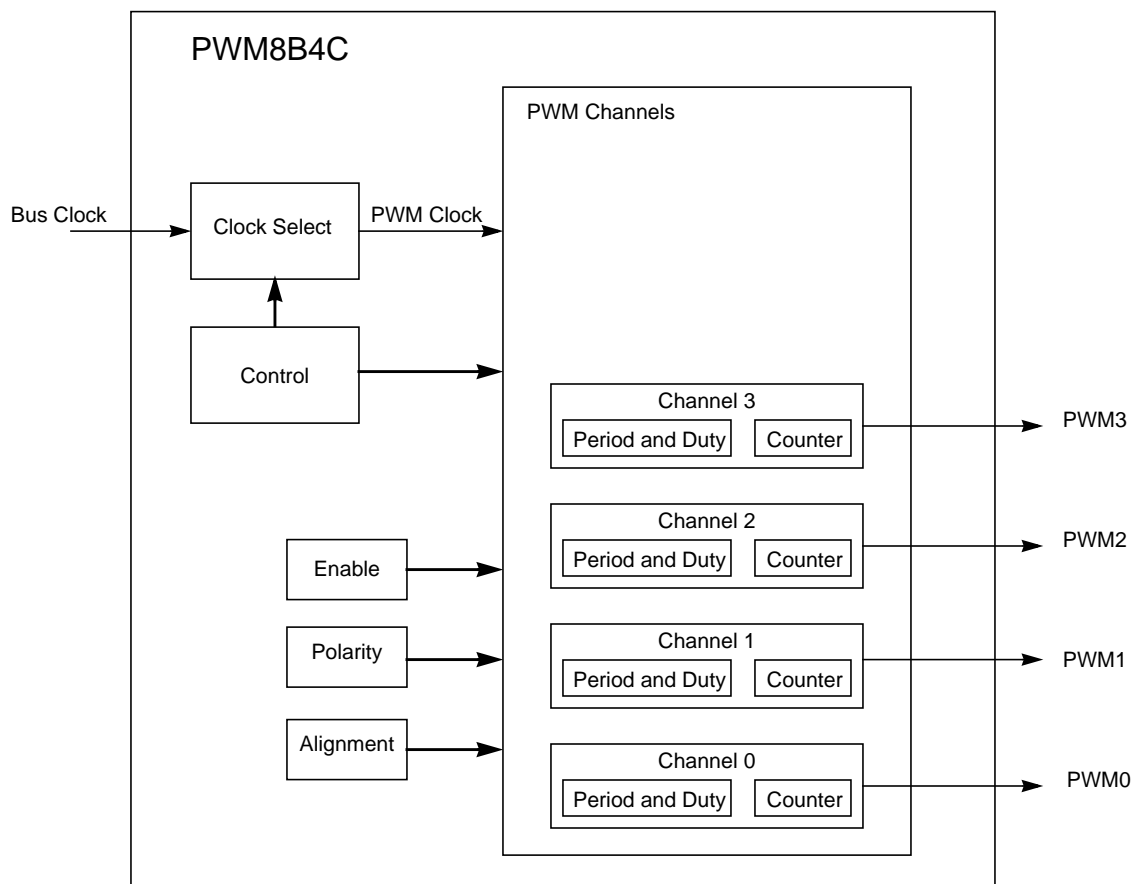 PWM8B4C
PWM Channels
Bus Clock
Clock Select
PWM Clock
Control
Channel 3
Period and Duty
Counter
PWM3
Channel 2
Period and Duty
Counter
PWM2
Enable
Channel 1
Period and Duty
Counter
PWM1
Polarity
Alignment
Channel 0
Period and Duty
Counter
PWM0